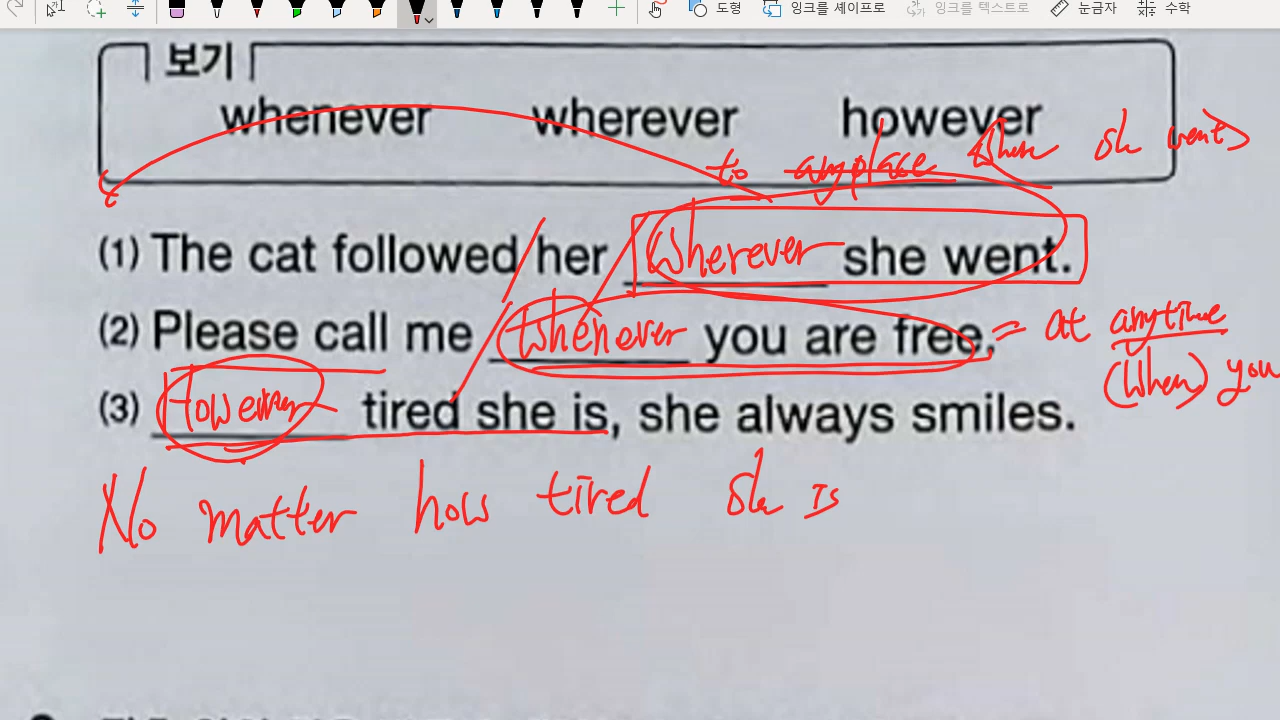 도형 잉크를 셰이프로 잉크를 텍스트로 눈금자 수학
보기
whenever wherever however
to anyplace where she went
(1) The cat followed her Wherever she went.
(2) Please call me Whenever you are free. = at anytime
(when) you
(3) However tired she is, she always smiles.
No matter how tired she is